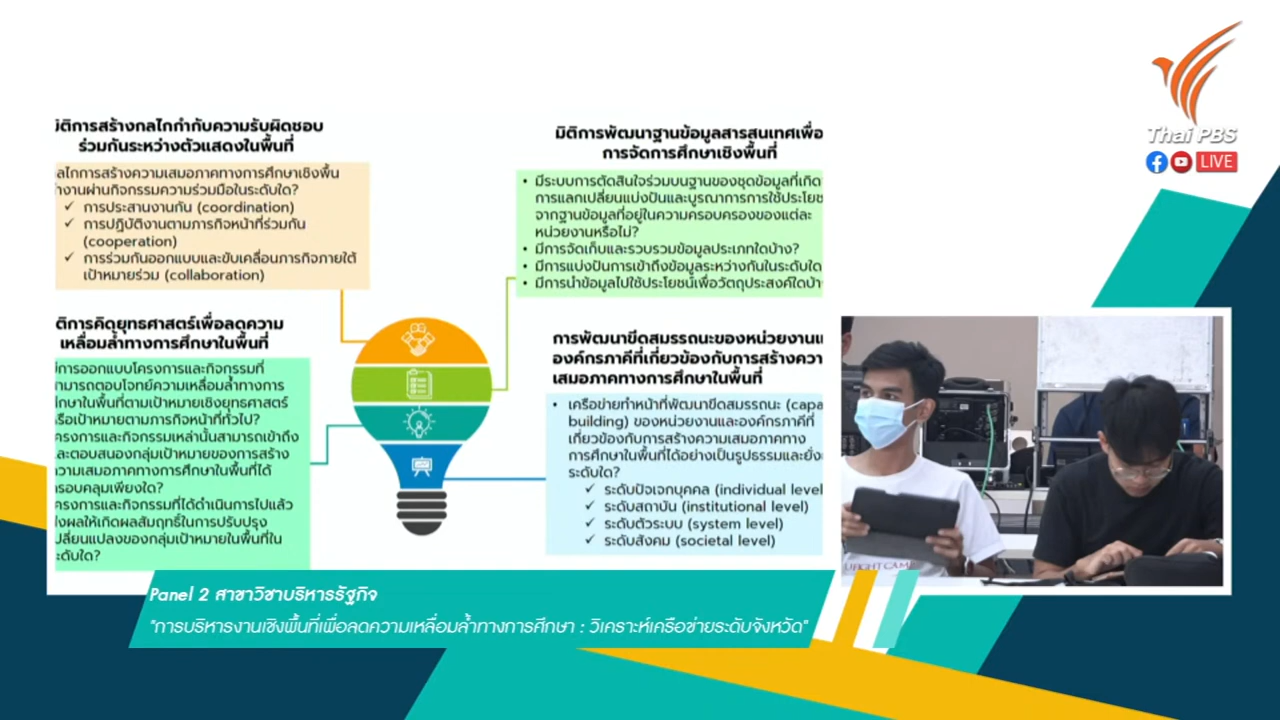 Thai PBS
LIVE
มิติการสร้างกลไกกำกับความรับผิดชอบ
ร่วมกันระหว่างตัวแสดงในพื้นที่
ลไกการสร้างความเสมอภาคทางการศึกษาเชิงพื้น
งานผ่านกิจกรรมความร่วมมือในระดับใด?
✓ การประสานงานกัน (coordination)
✓ การปฏิบัติงานตามภารกิจหน้าที่ร่วมกัน
(cooperation)
✓ การร่วมกันออกแบบและขับเคลื่อนภารกิจภายใต้
เป้าหมายร่วม (collaboration)
มิติการพัฒนาฐานข้อมูลสารสนเทศเพื่อ
การจัดการศึกษาเชิงพื้นที่
• มีระบบการตัดสินใจร่วมบนฐานของชุดข้อมูลที่เกิด
การแลกเปลี่ยนแบ่งปันและบูรณาการการใช้ประโยช
จากฐานข้อมูลที่อยู่ในความครอบครองของแต่ละ
หน่วยงานหรือไม่?
• มีการจัดเก็บและรวบรวมข้อมูลประเภทใดบ้าง?
• มีการแบ่งปันการเข้าถึงข้อมูลระหว่างกันในระดับใด
• มีการนำข้อมูลไปใช้ประโยชน์เพื่อวัตถุประสงค์ใดบ้า
ติการคิดยุทธศาสตร์เพื่อลดความ
เหลื่อมล้ำทางการศึกษาในพื้นที่
มีการออกแบบโครงการและกิจกรรมที่
ามารถตอบโจทย์ความเหลื่อมล้ำทางการ
ศึกษาในพื้นที่ตามเป้าหมายเชิงยุทธศาสตร์
หรือเป้าหมายตามภารกิจหน้าที่ทั่วไป?
ครงการและกิจกรรมเหล่านั้นสามารถเข้าถึง
และตอบสนองกลุ่มเป้าหมายของการสร้าง
ความเสมอภาคทางการศึกษาในพื้นที่ได้
ครอบคลุมเพียงใด?
ครงการและกิจกรรมที่ได้ดำเนินการไปแล้ว
ส่งผลให้เกิดผลสัมฤทธิ์ในการปรับปรุง
เปลี่ยนแปลงของกลุ่มเป้าหมายในพื้นที่ใน
ะดับใด?
การพัฒนาขีดสมรรถนะของหน่วยงานแ
องค์กรภาคีที่เกี่ยวข้องกับการสร้างควา
เสมอภาคทางการศึกษาในพื้นที่
• เครือข่ายทำหน้าที่พัฒนาขีดสมรรถนะ (capa
building) ของหน่วยงานและองค์กรภาคีที่
เกี่ยวข้องกับการสร้างความเสมอภาคทาง
การศึกษาในพื้นที่ได้อย่างเป็นรูปธรรมและยั่งย
ระดับใด?
✓ ระดับปัจเจกบุคคล (individual level
✓ ระดับสถาบัน (institutional level)
✓ ระดับตัวระบบ (system level)
✓ ระดับสังคม (societal level)
Panel 2 สาขาวิชาบริหารรัฐกิจ
"การบริหารงานเชิงพื้นที่เพื่อลดความเหลื่อมล้ำทางการศึกษา : วิเคราะห์เครือข่ายระดับจังหวัด"